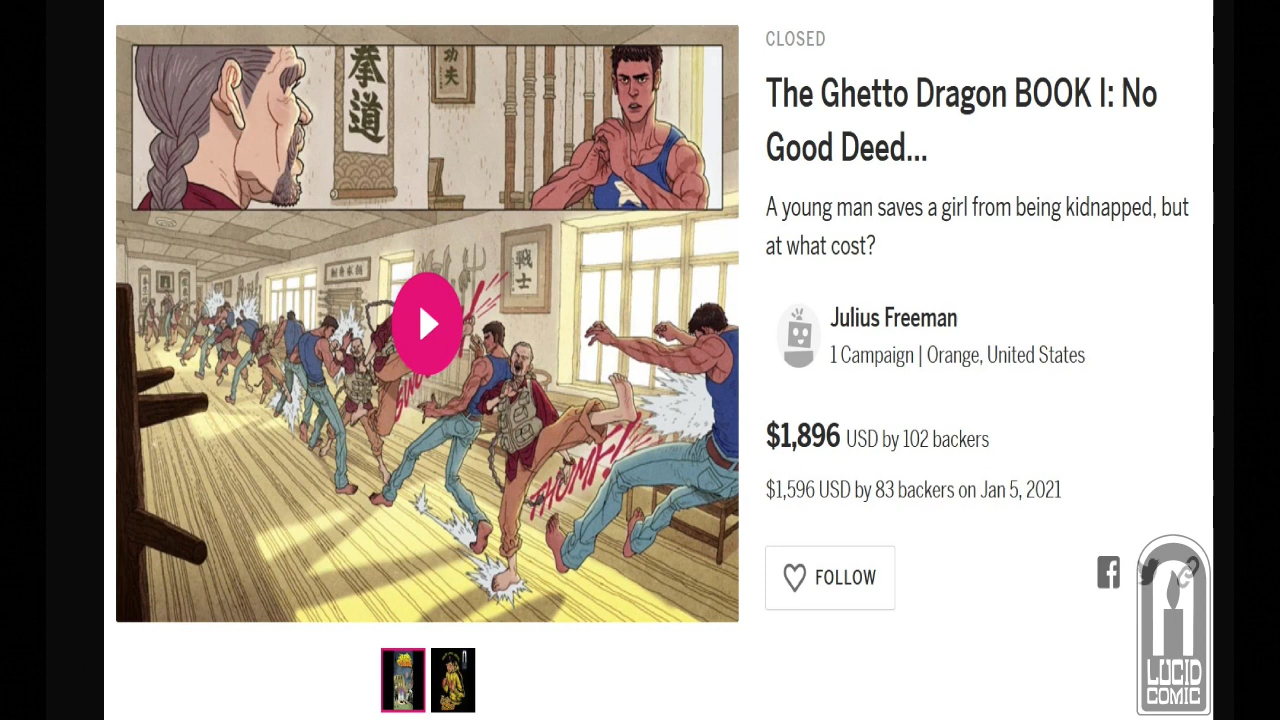 拳道
功夫
戰士
THOMF!
CLOSED
The Ghetto Dragon BOOK I: No
Good Deed...
A young man saves a girl from being kidnapped, but
at what cost?
Julius Freeman
1 Campaign | Orange, United States
$1,896 USD by 102 backers
$1,596 USD by 83 backers on Jan 5, 2021
FOLLOW
LUCID
COMIC